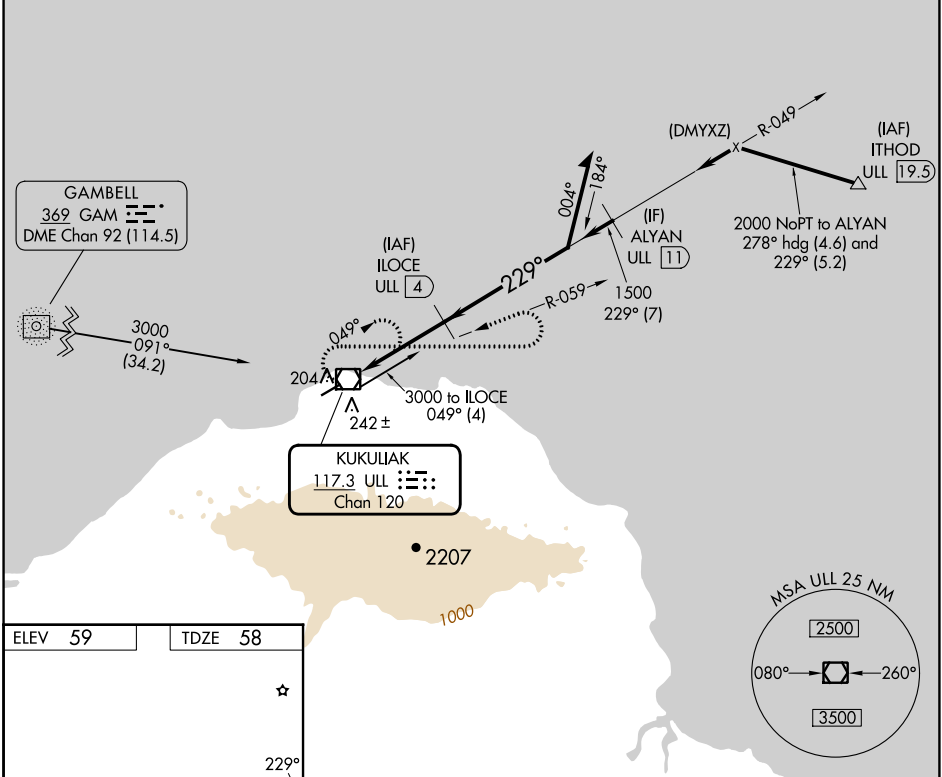 (DMYXZ)
R-049
(IAF)
ITHOD
ULL 19.5
2000 NoPT to ALYAN
278° hdg (4.6) and
229° (5.2)
004°
184°
(IF)
ALYAN
ULL 11
1500
229° (7)
GAMBELL
369 GAM
DME Chan 92 (114.5)
(IAF)
ILOCE
ULL 4
229°
R-059
049°
3000
091°
(34.2)
204
3000 to ILOCE
049° (4)
242 ±
KUKULIAK
117.3 ULL
Chan 120
2207
1000
MSA ULL 25 NM
2500
080°
260°
3500
ELEV 59
TDZE 58
229°